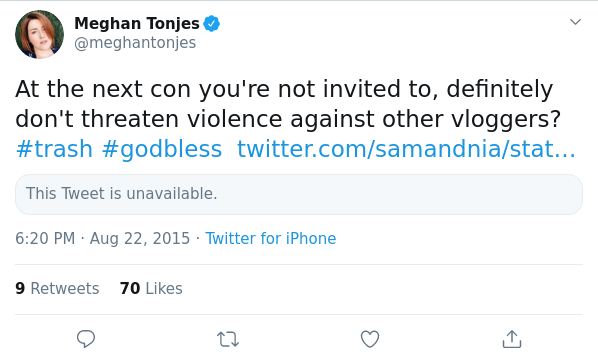 Meghan Tonjes
@meghantonjes
At the next con you're not invited to, definitely
don't threaten violence against other vloggers?
#trash #godbless twitter.com/samandnia/stat...
This Tweet is unavailable.
6:20 PM · Aug 22, 2015 · Twitter for iPhone
9 Retweets 70 Likes